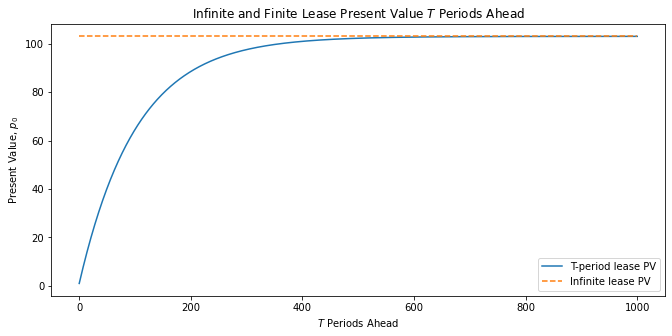 Infinite and Finite Lease Present Value T Periods Ahead
Present Value, p₀
100
80
60
40
20
0
0 200 400 600 800 1000
T Periods Ahead
T-period lease PV
Infinite lease PV